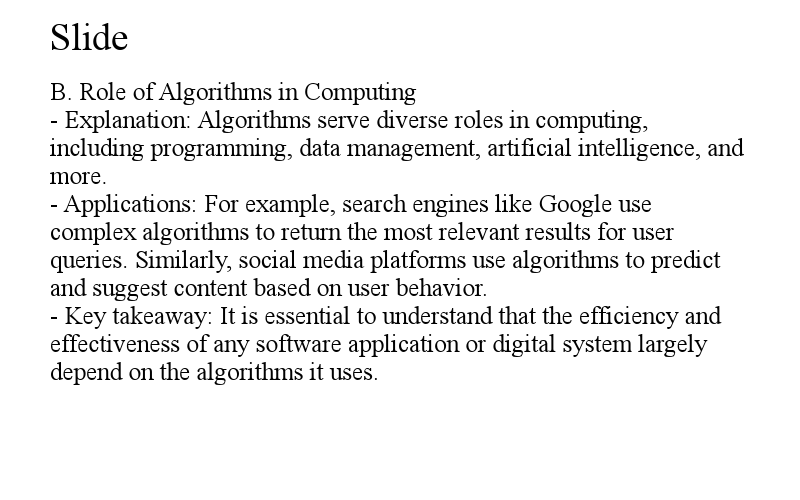 Slide
B. Role of Algorithms in Computing
- Explanation: Algorithms serve diverse roles in computing,
including programming, data management, artificial intelligence, and
more.
- Applications: For example, search engines like Google use
complex algorithms to return the most relevant results for user
queries. Similarly, social media platforms use algorithms to predict
and suggest content based on user behavior.
- Key takeaway: It is essential to understand that the efficiency and
effectiveness of any software application or digital system largely
depend on the algorithms it uses.